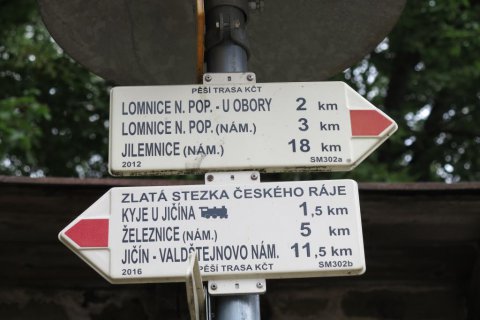 PĚŠÍ TRASA KČT
LOMNICE N. POP. - U OBORY 2 km
LOMNICE N. POP. (NÁM.) 3 km
JILEMNICE (NÁM.) 18 km
2012 SM302a
ZLATÁ STEZKA ČESKÉHO RÁJE
KYJE U JIČÍNA 1,5 km
ŽELEZNICE (NÁM.) 5 km
JIČÍN - VALDŠTEJNOVO NÁM. 11,5 km
2016 PĚŠÍ TRASA KČT SM302b